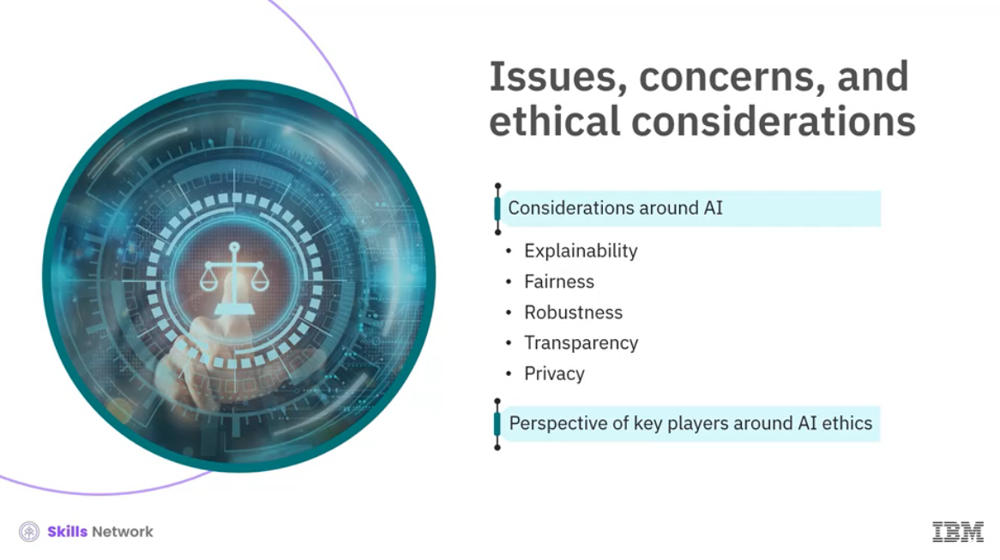 Issues, concerns, and
ethical considerations
Considerations around AI
• Explainability
• Fairness
• Robustness
• Transparency
• Privacy
Perspective of key players around AI ethics
Skills Network
IBM